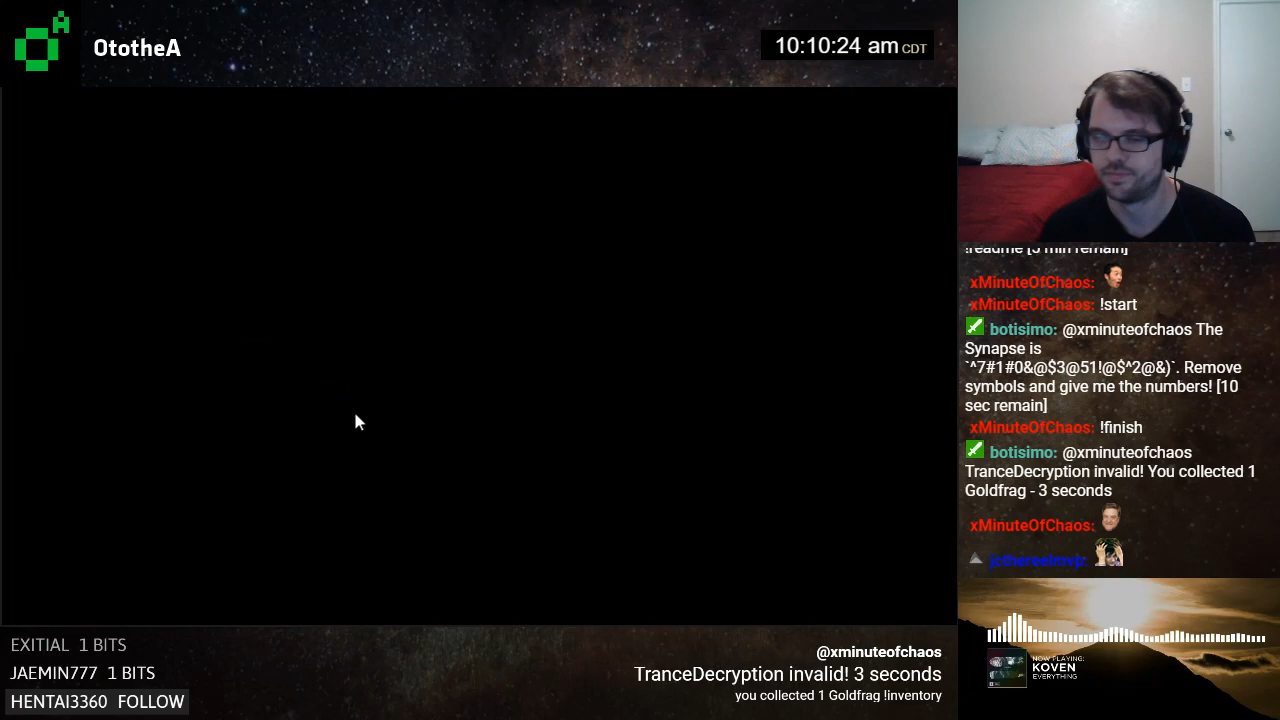 OtotheA
10:10:24 am CDT
!readme [5 min remain]
xMinuteOfChaos:
xMinuteOfChaos: !start
botisimo: @xminuteofchaos The
Synapse is
`^7#1#0&@$3@51!@$^2@&)`. Remove
symbols and give me the numbers! [10
sec remain]
xMinuteOfChaos: !finish
botisimo: @xminuteofchaos
TranceDecryption invalid! You collected 1
Goldfrag - 3 seconds
xMinuteOfChaos:
jctherealmvp:
NOW PLAYING:
KOVEN
EVERYTHING
EXITIAL 1 BITS
JAEMIN777 1 BITS
HENTAI3360 FOLLOW
@xminuteofchaos
TranceDecryption invalid! 3 seconds
you collected 1 Goldfrag !inventory